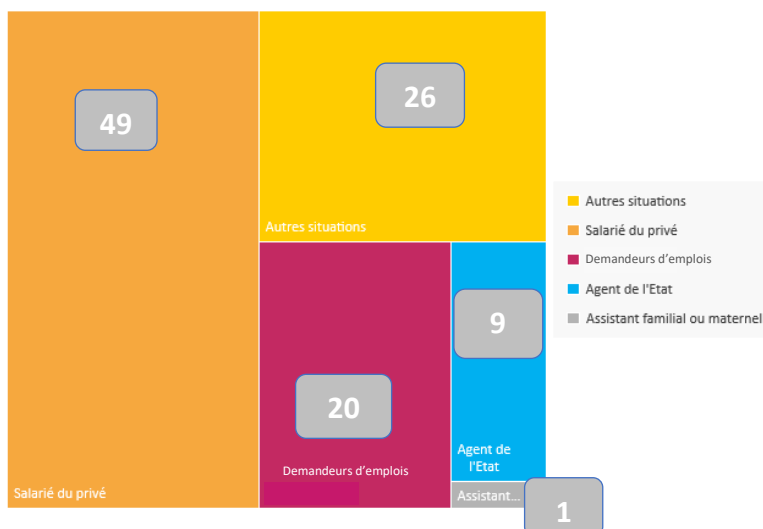 49
26
Autres situations
Autres situations
Salarié du privé
Demandeurs d'emplois
Agent de l'Etat
Assistant familial ou maternel
9
20
Agent de
l'Etat
Demandeurs d'emplois
Salarié du privé
Assistant...
1